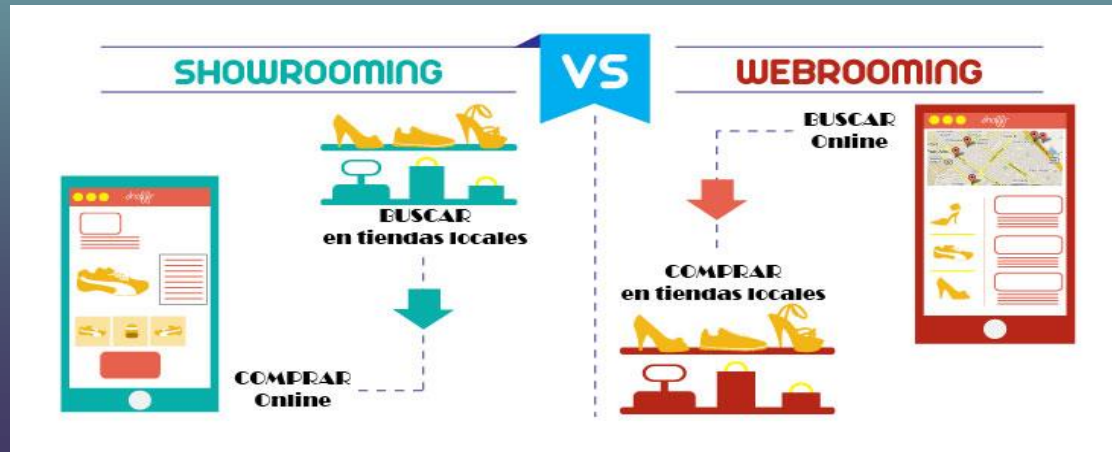 SHOWROOMING
VS
WEBROOMING
BUSCAR
en tiendas locales
COMPRAR
Online
BUSCAR
Online
COMPRAR
en tiendas locales